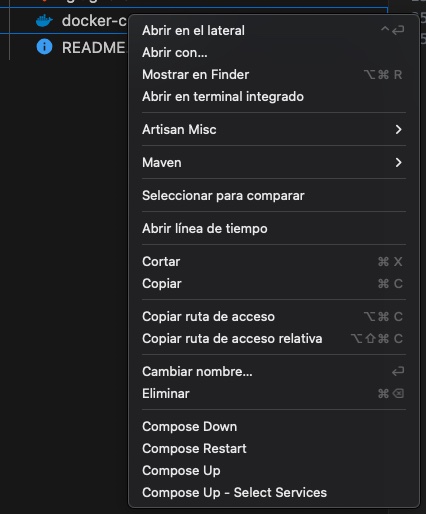 docker-c
README.
Abrir en el lateral ⌃↩
Abrir con...
Mostrar en Finder ⌥⌘ R
Abrir en terminal integrado
Artisan Misc
Maven
Seleccionar para comparar
Abrir línea de tiempo
Cortar ⌘ X
Copiar ⌘ C
Copiar ruta de acceso ⌥⌘ C
Copiar ruta de acceso relativa ⌥⇧⌘ C
Cambiar nombre... ↩
Eliminar ⌘⌫
Compose Down
Compose Restart
Compose Up
Compose Up - Select Services